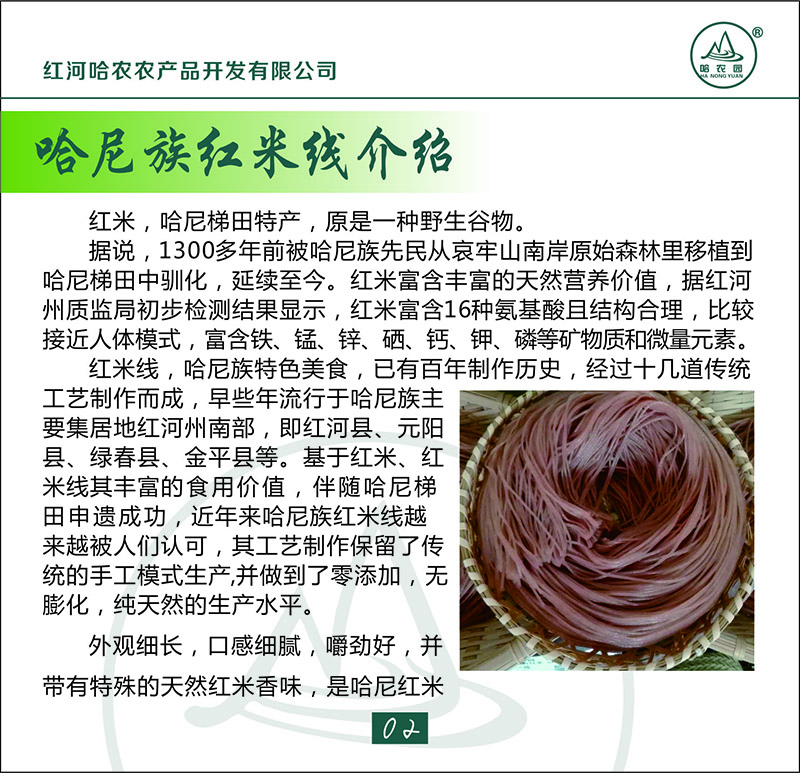 红河哈农农产品开发有限公司
®
哈农园
HA NONG YUAN
哈尼族红米线介绍
红米，哈尼梯田特产，原是一种野生谷物。
据说，1300多年前被哈尼族先民从哀牢山南岸原始森林里移植到
哈尼梯田中驯化，延续至今。红米富含丰富的天然营养价值，据红河
州质监局初步检测结果显示，红米富含16种氨基酸且结构合理，比较
接近人体模式，富含铁、锰、锌、硒、钙、钾、磷等矿物质和微量元素。
红米线，哈尼族特色美食，已有百年制作历史，经过十几道传统
工艺制作而成，早些年流行于哈尼族主
要集居地红河州南部，即红河县、元阳
县、绿春县、金平县等。基于红米、红
米线其丰富的食用价值，伴随哈尼梯
田申遗成功，近年来哈尼族红米线越
来越被人们认可，其工艺制作保留了传
统的手工模式生产,并做到了零添加，无
膨化，纯天然的生产水平。
外观细长，口感细腻，嚼劲好，并
带有特殊的天然红米香味，是哈尼红米
02